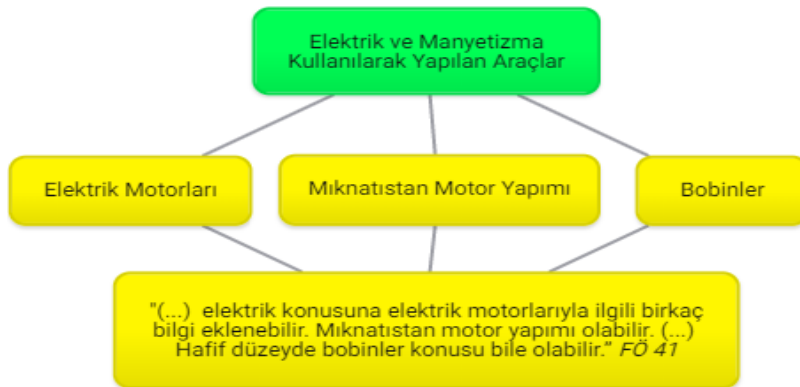 Elektrik ve Manyetizma
Kullanılarak Yapılan Araçlar
Elektrik Motorları
Mıknatıstan Motor Yapımı
Bobinler
"(...) elektrik konusuna elektrik motorlarıyla ilgili birkaç
bilgi eklenebilir. Mıknatıstan motor yapımı olabilir. (...)
Hafif düzeyde bobinler konusu bile olabilir." FÖ 41